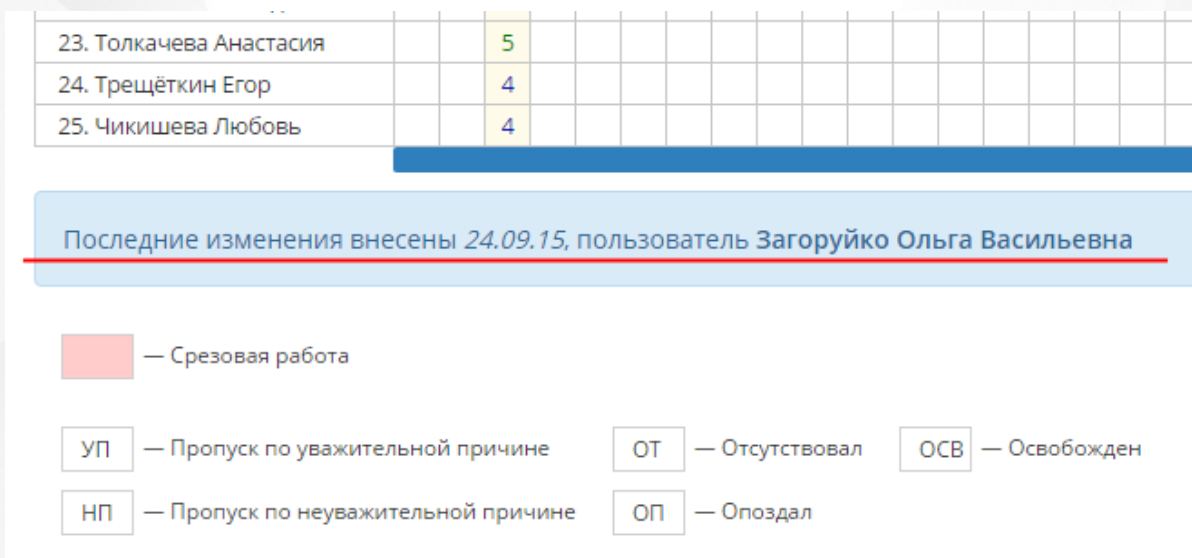 23. Толкачева Анастасия 5
24. Трещёткин Егор 4
25. Чикишева Любовь 4
Последние изменения внесены 24.09.15, пользователь Загоруйко Ольга Васильевна
— Срезовая работа
УП — Пропуск по уважительной причине ОТ — Отсутствовал ОСВ — Освобожден
НП — Пропуск по неуважительной причине ОП — Опоздал